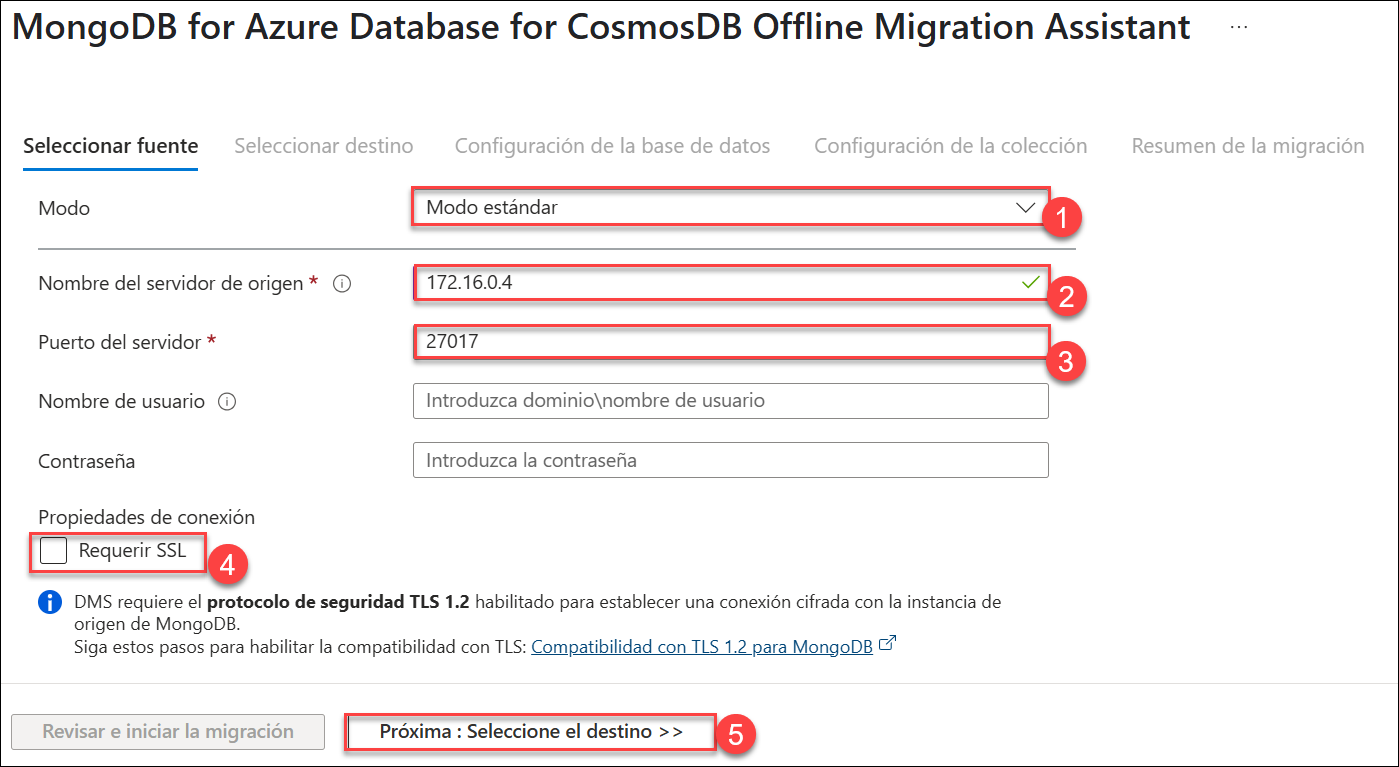 MongoDB for Azure Database for CosmosDB Offline Migration Assistant ...
Seleccionar fuente Seleccionar destino Configuración de la base de datos Configuración de la colección Resumen de la migración
Modo Modo estándar 1
Nombre del servidor de origen * 172.16.0.4 2
Puerto del servidor * 27017 3
Nombre de usuario Introduzca dominio\nombre de usuario
Contraseña Introduzca la contraseña
Propiedades de conexión
Requerir SSL 4
DMS requiere el protocolo de seguridad TLS 1.2 habilitado para establecer una conexión cifrada con la instancia de
origen de MongoDB.
Siga estos pasos para habilitar la compatibilidad con TLS: Compatibilidad con TLS 1.2 para MongoDB
Revisar e iniciar la migración Próxima : Seleccione el destino >> 5